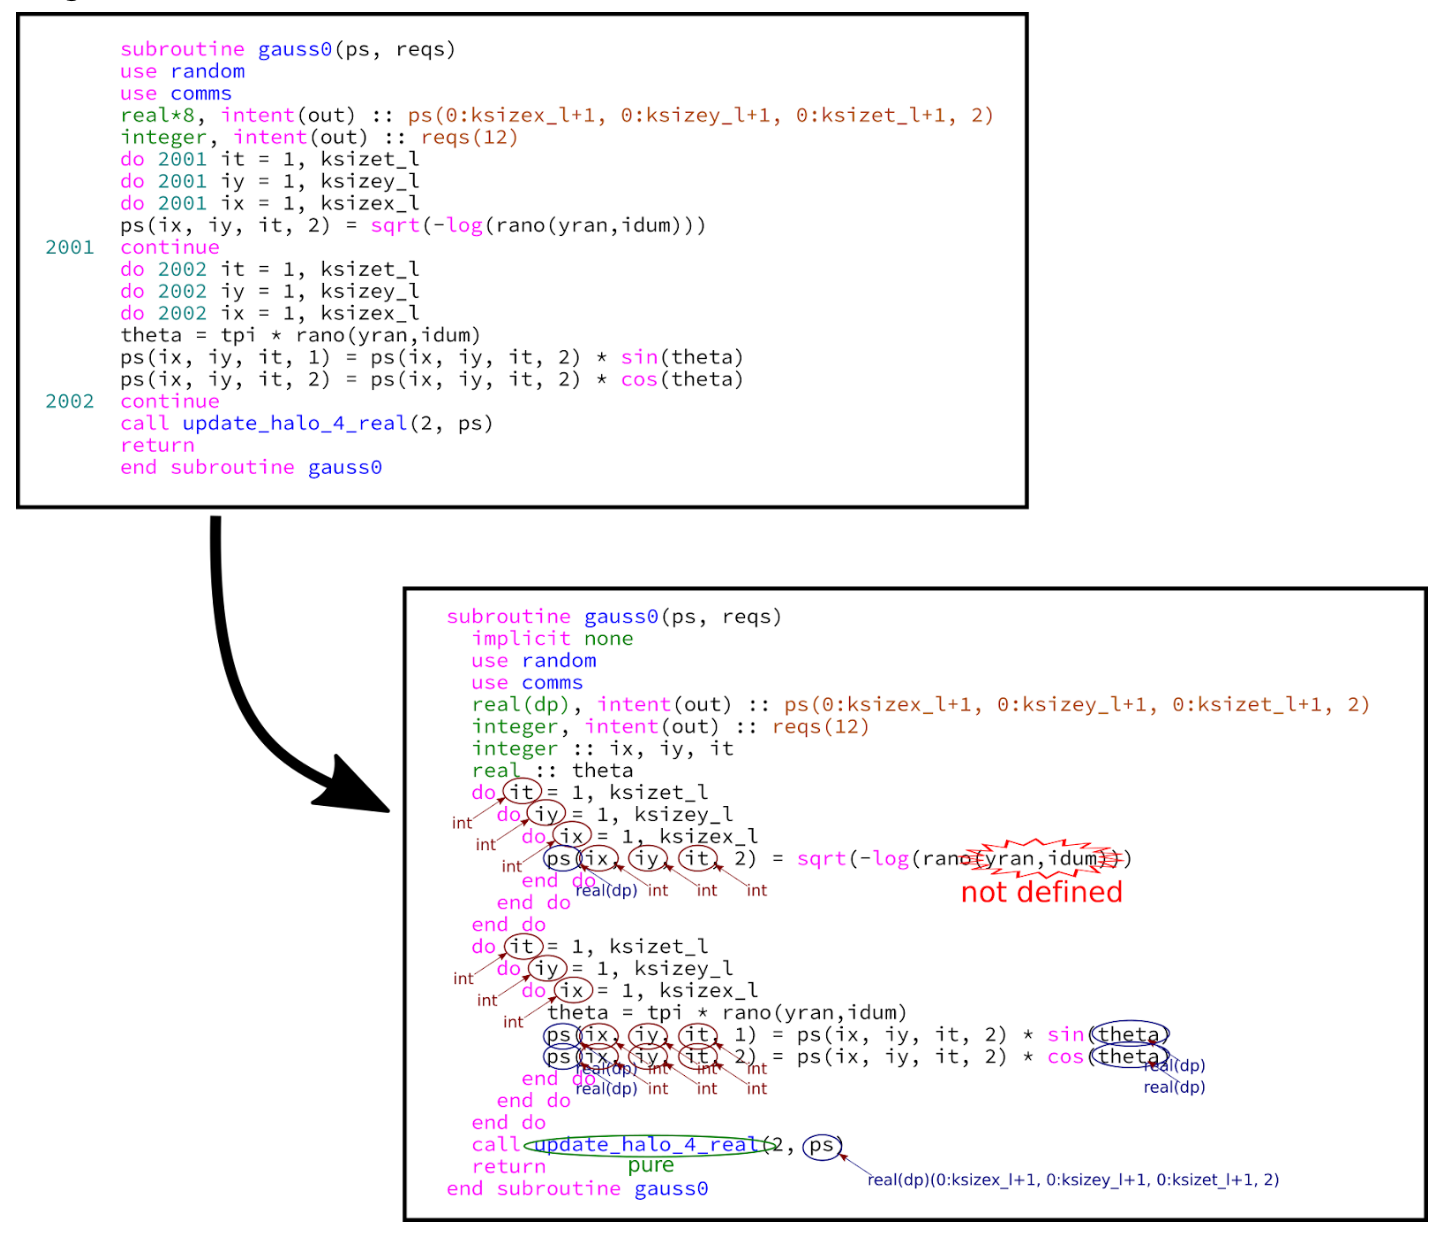 subroutine gauss0(ps, reqs)
use random
use comms
real*8, intent(out) :: ps(0:ksizex_l+1, 0:ksizey_l+1, 0:ksizet_l+1, 2)
integer, intent(out) :: reqs(12)
do 2001 it = 1, ksizet_l
do 2001 iy = 1, ksizey_l
do 2001 ix = 1, ksizex_l
ps(ix, iy, it, 2) = sqrt(-log(rano(yran,idum)))
2001 continue
do 2002 it = 1, ksizet_l
do 2002 iy = 1, ksizey_l
do 2002 ix = 1, ksizex_l
theta = tpi * rano(yran,idum)
ps(ix, iy, it, 1) = ps(ix, iy, it, 2) * sin(theta)
ps(ix, iy, it, 2) = ps(ix, iy, it, 2) * cos(theta)
2002 continue
call update_halo_4_real(2, ps)
return
end subroutine gauss0
subroutine gauss0(ps, reqs)
implicit none
use random
use comms
real(dp), intent(out) :: ps(0:ksizex_l+1, 0:ksizey_l+1, 0:ksizet_l+1, 2)
integer, intent(out) :: reqs(12)
integer :: ix, iy, it
real :: theta
do it = 1, ksizet_l
int
do iy = 1, ksizey_l
int
do ix = 1, ksizex_l
int
ps(ix, iy, it, 2) = sqrt(-log(rano(yran,idum)))
real(dp) int int int
not defined
end do
end do
end do
do it = 1, ksizet_l
int
do iy = 1, ksizey_l
int
do ix = 1, ksizex_l
int
theta = tpi * rano(yran,idum)
ps(ix, iy, it, 1) = ps(ix, iy, it, 2) * sin(theta)
ps(ix, iy, it, 2) = ps(ix, iy, it, 2) * cos(theta)
real(dp) int int int real(dp)
real(dp) int int int real(dp)
end do
end do
end do
call update_halo_4_real(2, ps)
pure
return
real(dp)(0:ksizex_l+1, 0:ksizey_l+1, 0:ksizet_l+1, 2)
end subroutine gauss0